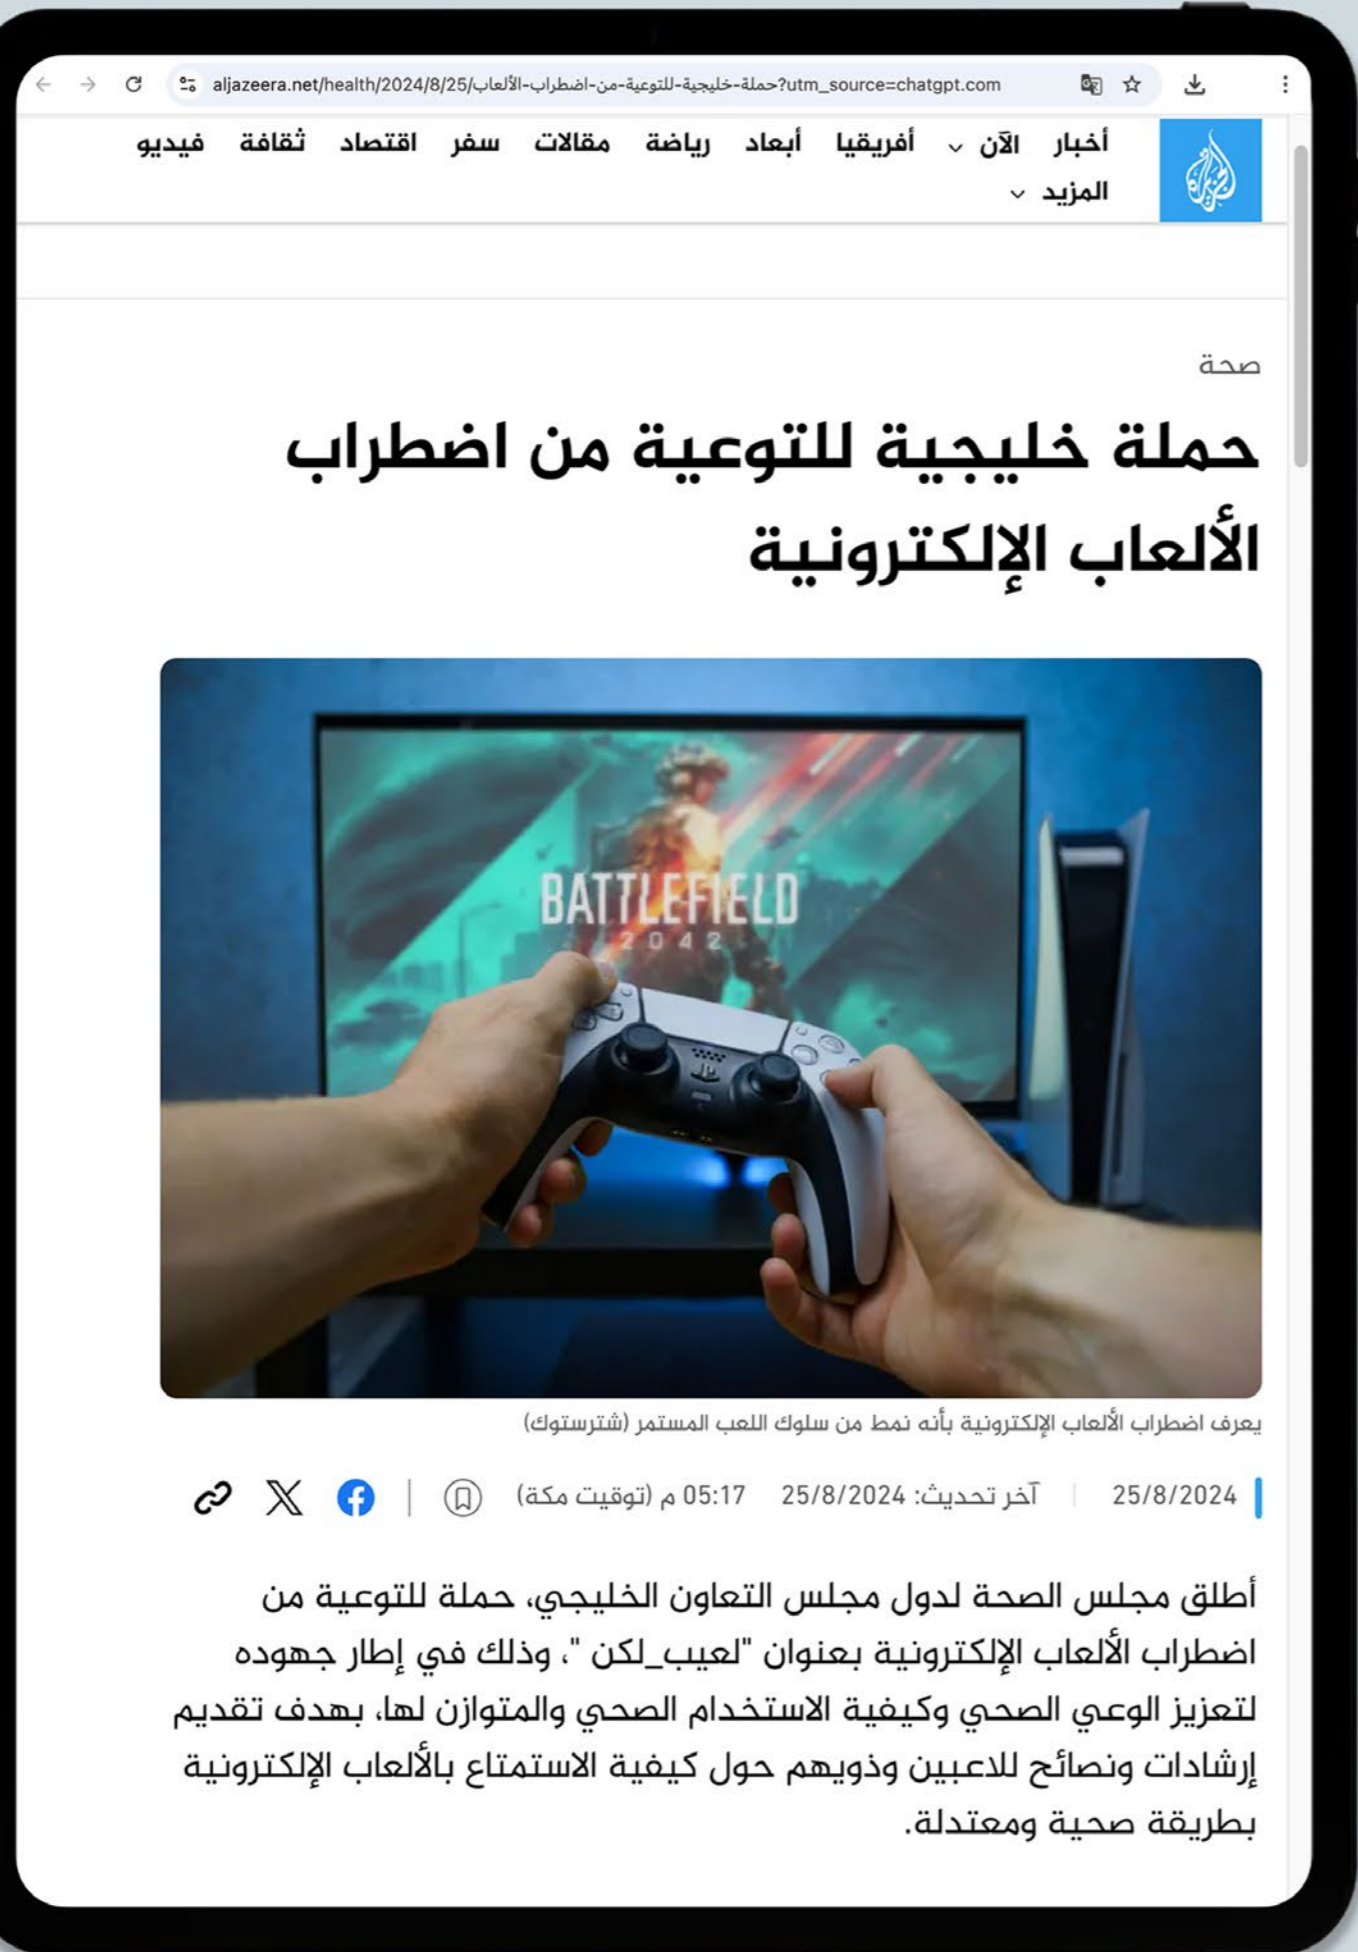 aljazeera.net/health/2024/8/25/حملة-خليجية-للتوعية-من-اضطراب-الألعاب?utm_source=chatgpt.com
أخبار الآن أفريقيا أبعاد رياضة مقالات سفر اقتصاد ثقافة فيديو
المزيد
الجزيرة
صحة
حملة خليجية للتوعية من اضطراب
الألعاب الإلكترونية
BATTLEFIELD
2042
يعرف اضطراب الألعاب الإلكترونية بأنه نمط من سلوك اللعب المستمر (شترستوك)
25/8/2024 | آخر تحديث: 25/8/2024 05:17 م (توقيت مكة)
أطلق مجلس الصحة لدول مجلس التعاون الخليجي، حملة للتوعية من
اضطراب الألعاب الإلكترونية بعنوان "لعيب_لكن "، وذلك في إطار جهوده
لتعزيز الوعي الصحي وكيفية الاستخدام الصحي والمتوازن لها، بهدف تقديم
إرشادات ونصائح للاعبين وذويهم حول كيفية الاستمتاع بالألعاب الإلكترونية
بطريقة صحية ومعتدلة.